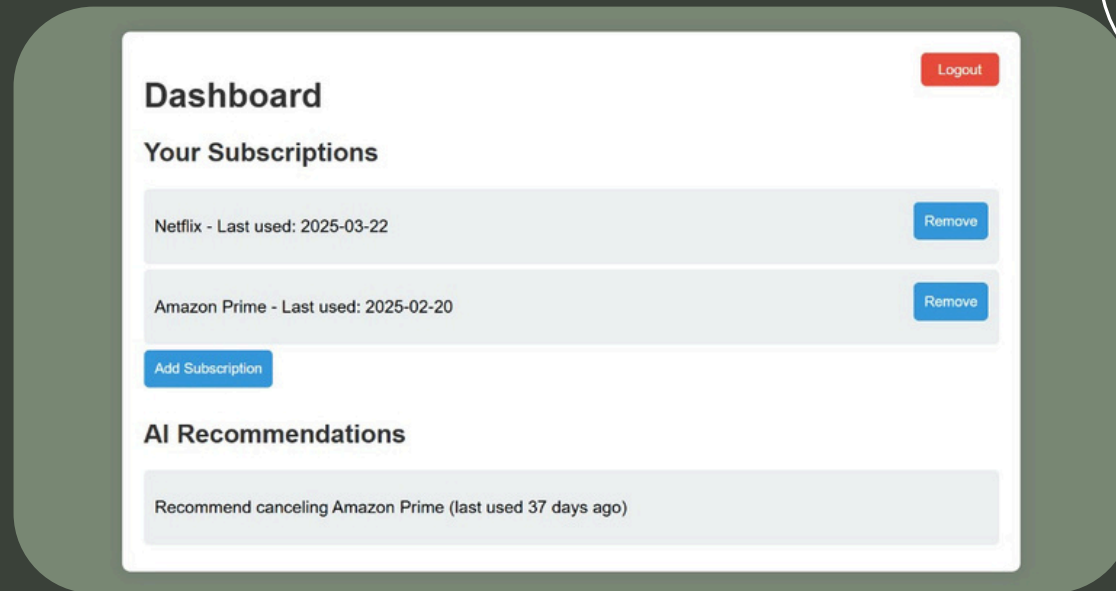 Logout
Dashboard
Your Subscriptions
Netflix - Last used: 2025-03-22
Remove
Amazon Prime - Last used: 2025-02-20
Remove
Add Subscription
AI Recommendations
Recommend canceling Amazon Prime (last used 37 days ago)